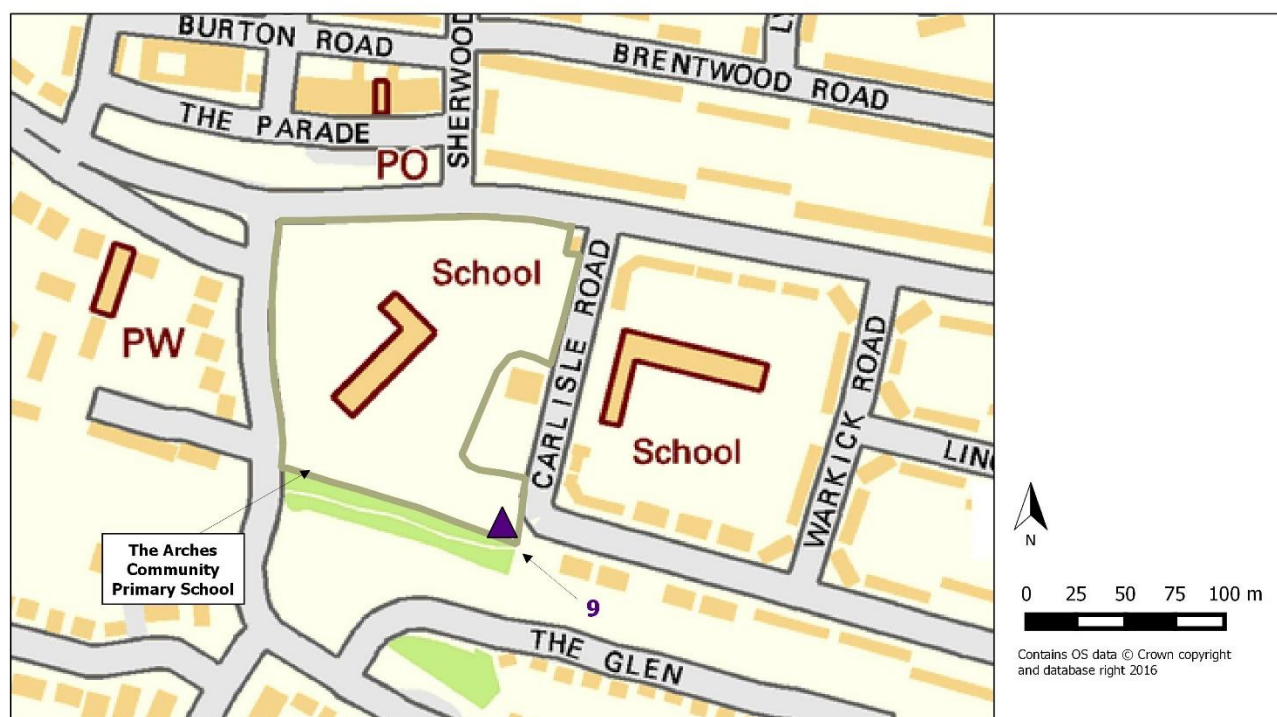 BURTON ROAD
SHERWOOD
BRENTWOOD ROAD
THE PARADE
PO
School
PW
CARLISLE ROAD
School
WARKICK ROAD
The Arches
Community
Primary School
9
THE GLEN
N
0 25 50 75 100 m
Contains OS data © Crown copyright
and database right 2016